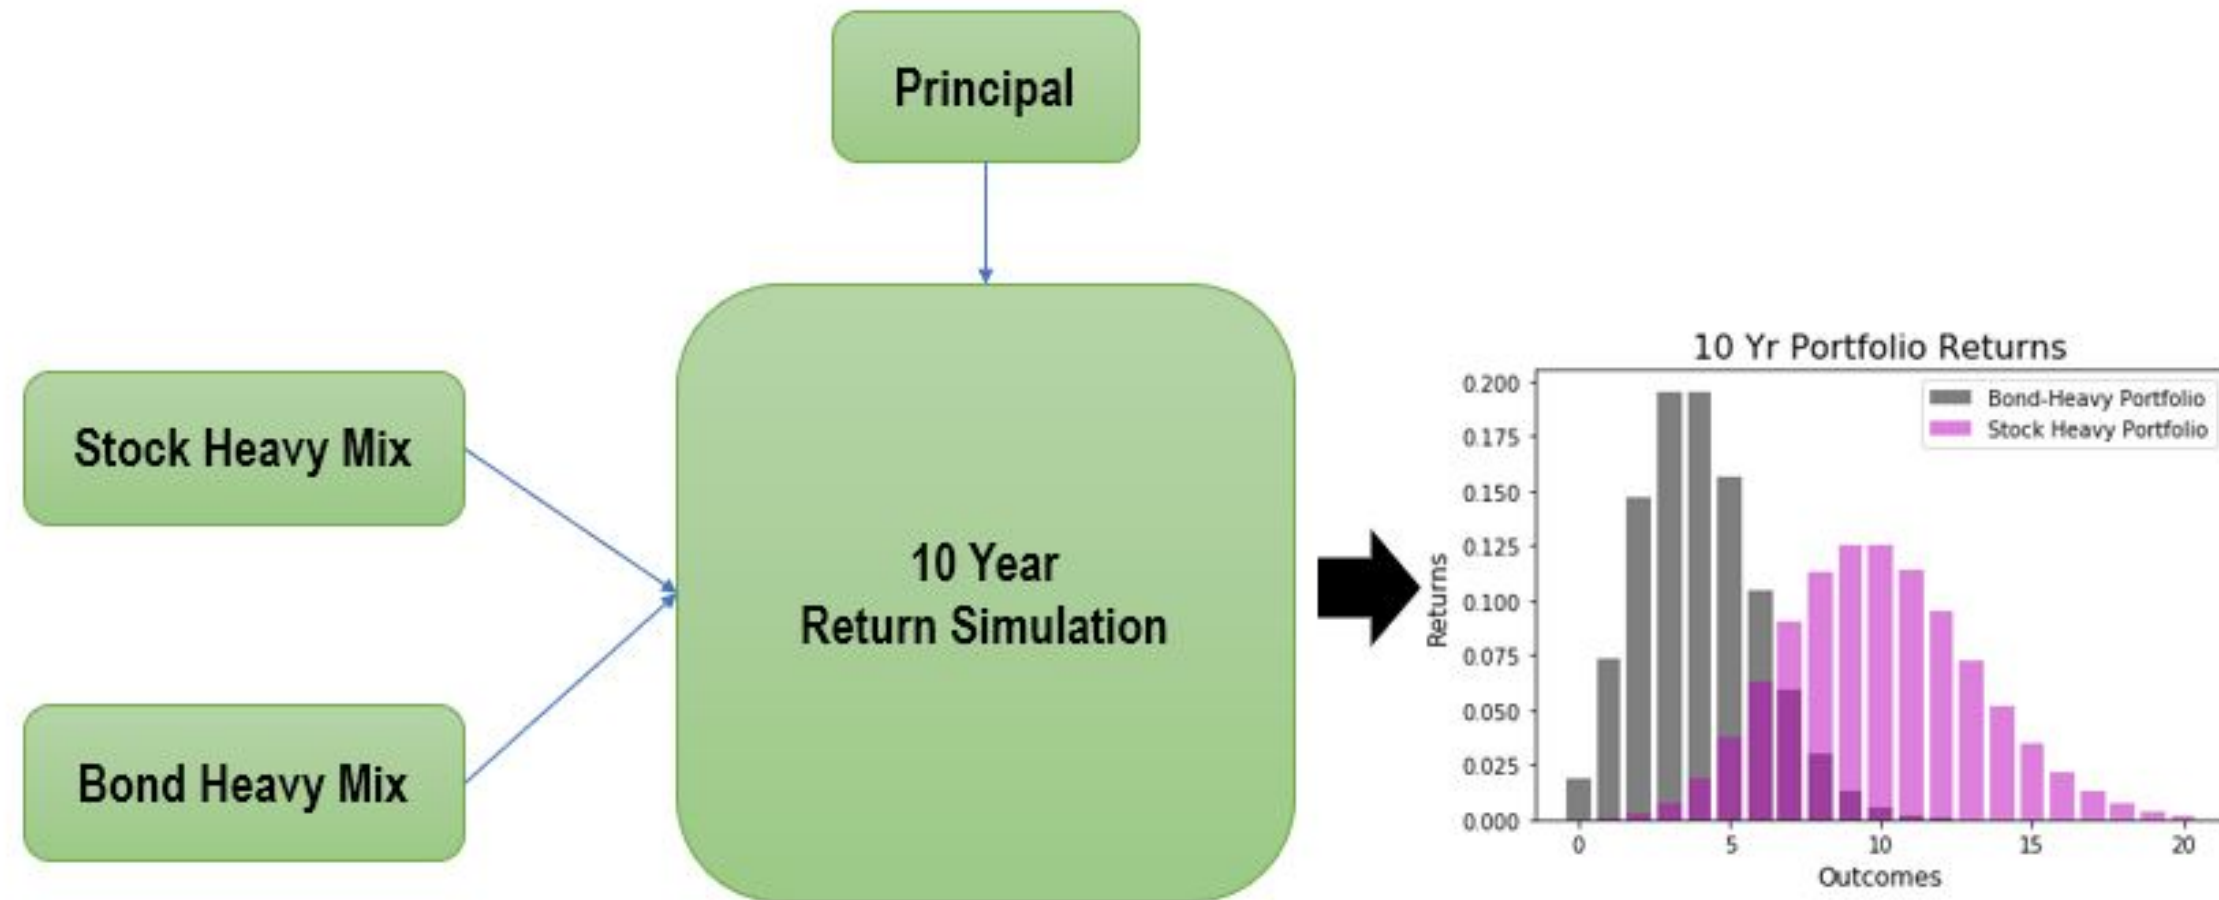 Principal
Stock Heavy Mix
Bond Heavy Mix
10 Year
Return Simulation
10 Yr Portfolio Returns
Bond-Heavy Portfolio
Stock Heavy Portfolio
Returns
0.200
0.175
0.150
0.125
0.100
0.075
0.050
0.025
0.000
0 5 10 15 20
Outcomes